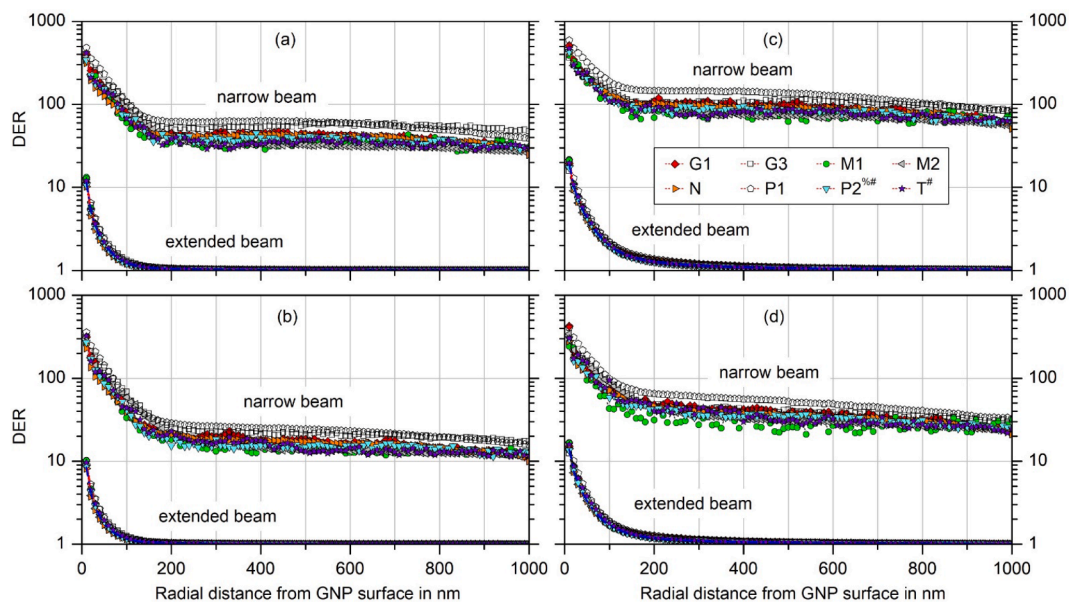 1000
100
10
1
DER
(a)
narrow beam
extended beam
(c)
narrow beam
G1 G3 M1 M2
N P1 P2%# T#
extended beam
1000
100
10
1
1000
100
10
1
DER
(b)
narrow beam
extended beam
(d)
narrow beam
extended beam
1000
100
10
1
0 200 400 600 800 1000
0 200 400 600 800 1000
Radial distance from GNP surface in nm
Radial distance from GNP surface in nm